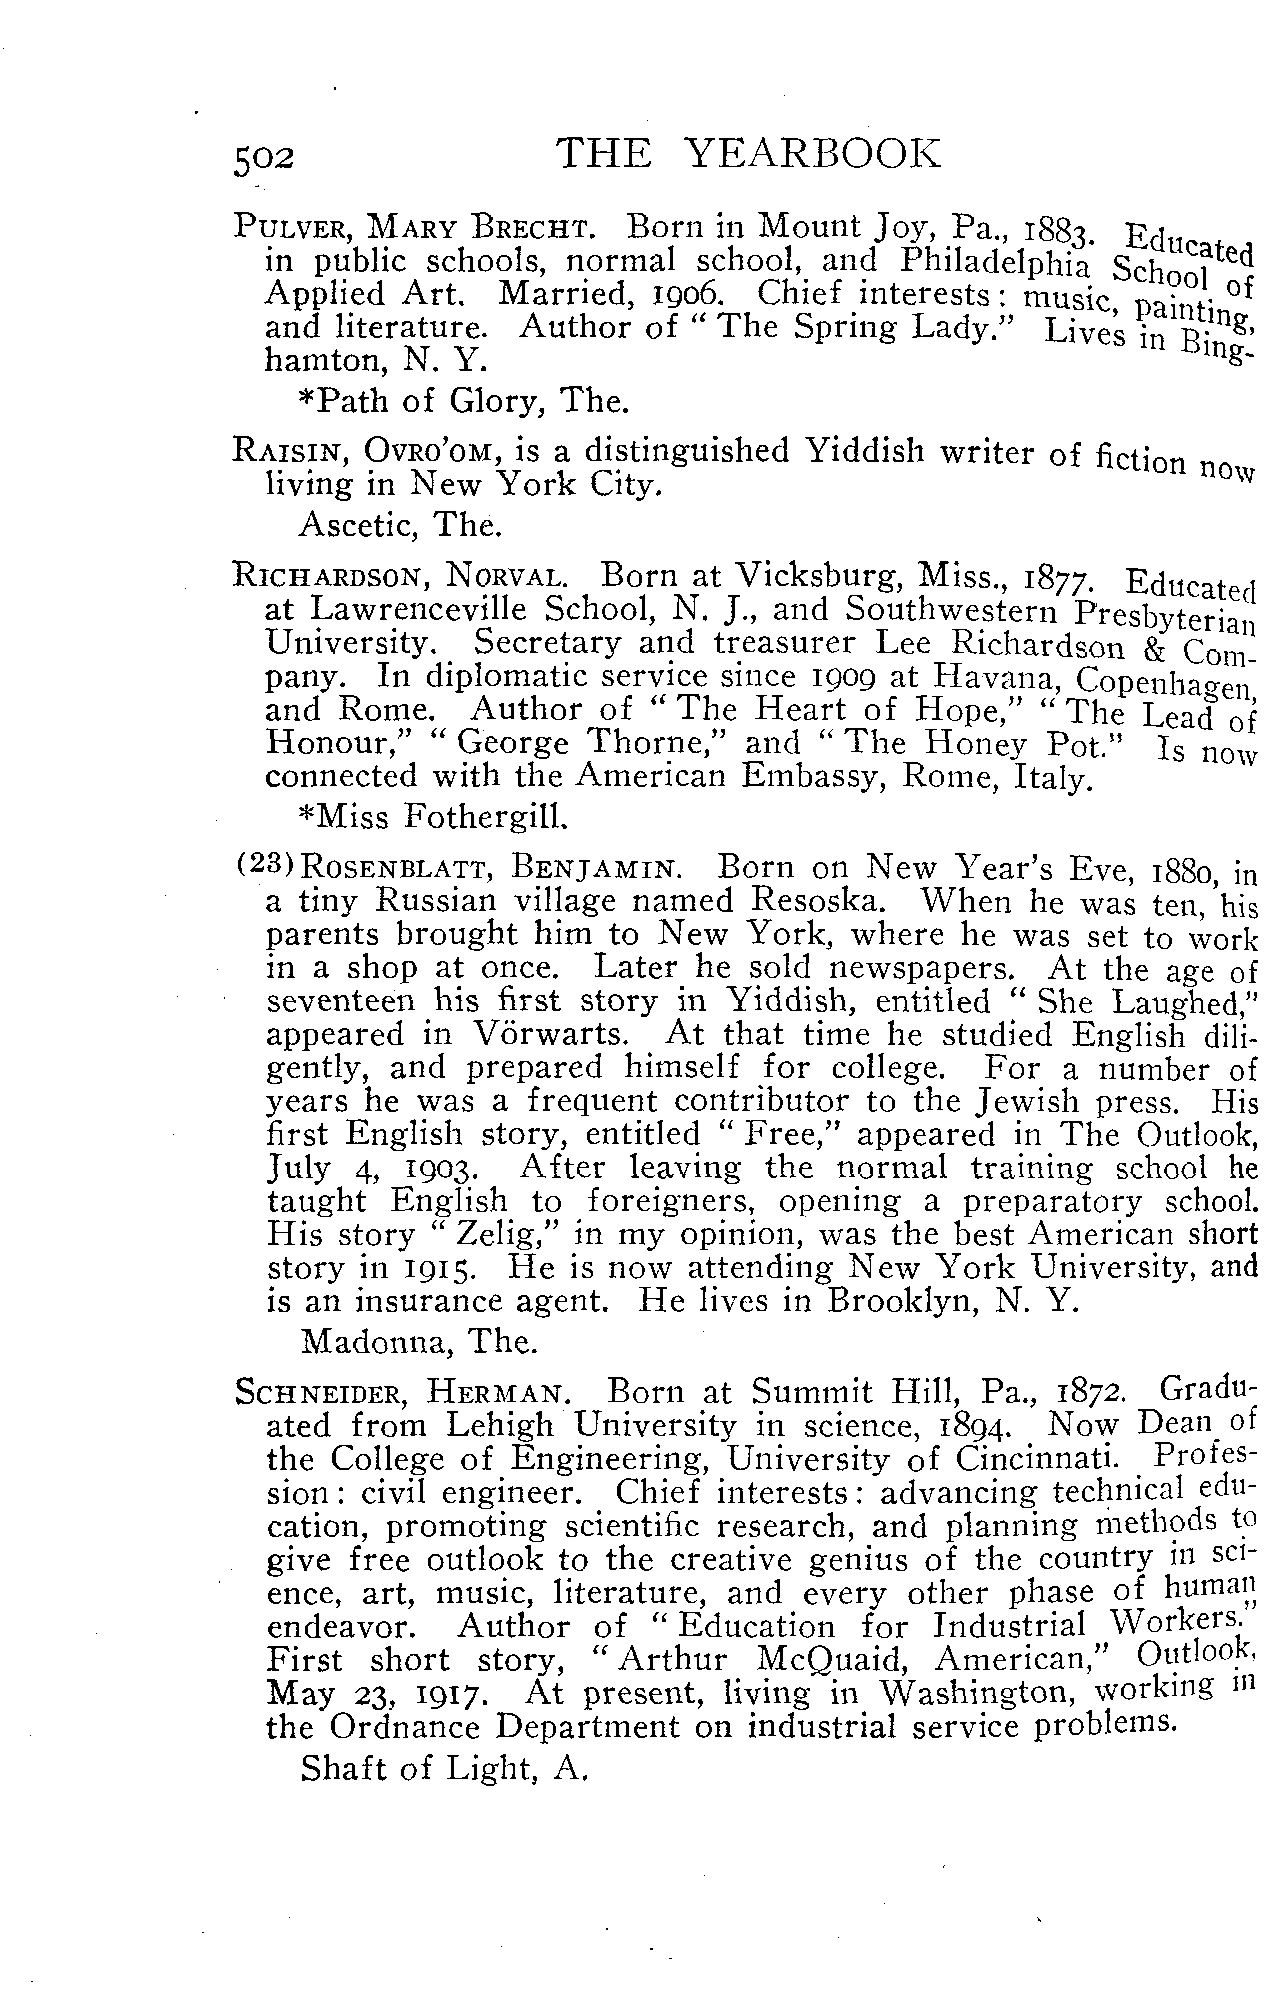 502 THE YEARBOOK
PULVER, MARY BRECHT. Born in Mount Joy, Pa., 1883. Educated
in public schools, normal school, and Philadelphia School of
Applied Art. Married, 1906. Chief interests: music, painting,
and literature. Author of " The Spring Lady." Lives in Bing-
hamton, N. Y.
*Path of Glory, The.
RAISIN, OVRO'OM, is a distinguished Yiddish writer of fiction now
living in New York City.
Ascetic, The.
RICHARDSON, NORVAL. Born at Vicksburg, Miss., 1877. Educated
at Lawrenceville School, N. J., and Southwestern Presbyterian
University. Secretary and treasurer Lee Richardson & Com-
pany. In diplomatic service since 1909 at Havana, Copenhagen,
and Rome. Author of " The Heart of Hope," " The Lead of
Honour," " George Thorne," and " The Honey Pot." Is now
connected with the American Embassy, Rome, Italy.
*Miss Fothergill.
(23) ROSENBLATT, BENJAMIN. Born on New Year's Eve, 1880, in
a tiny Russian village named Resoska. When he was ten, his
parents brought him to New York, where he was set to work
in a shop at once. Later he sold newspapers. At the age of
seventeen his first story in Yiddish, entitled " She Laughed,"
appeared in Vörwarts. At that time he studied English dili-
gently, and prepared himself for college. For a number of
years he was a frequent contributor to the Jewish press. His
first English story, entitled " Free," appeared in The Outlook,
July 4, 1903. After leaving the normal training school he
taught English to foreigners, opening a preparatory school.
His story " Zelig," in my opinion, was the best American short
story in 1915. He is now attending New York University, and
is an insurance agent. He lives in Brooklyn, N. Y.
Madonna, The.
SCHNEIDER, HERMAN. Born at Summit Hill, Pa., 1872. Gradu-
ated from Lehigh University in science, 1894. Now Dean of
the College of Engineering, University of Cincinnati. Profes-
sion: civil engineer. Chief interests: advancing technical edu-
cation, promoting scientific research, and planning methods to
give free outlook to the creative genius of the country in sci-
ence, art, music, literature, and every other phase of human
endeavor. Author of " Education for Industrial Workers."
First short story, " Arthur McQuaid, American," Outlook,
May 23, 1917. At present, living in Washington, working in
the Ordnance Department on industrial service problems.
Shaft of Light, A.